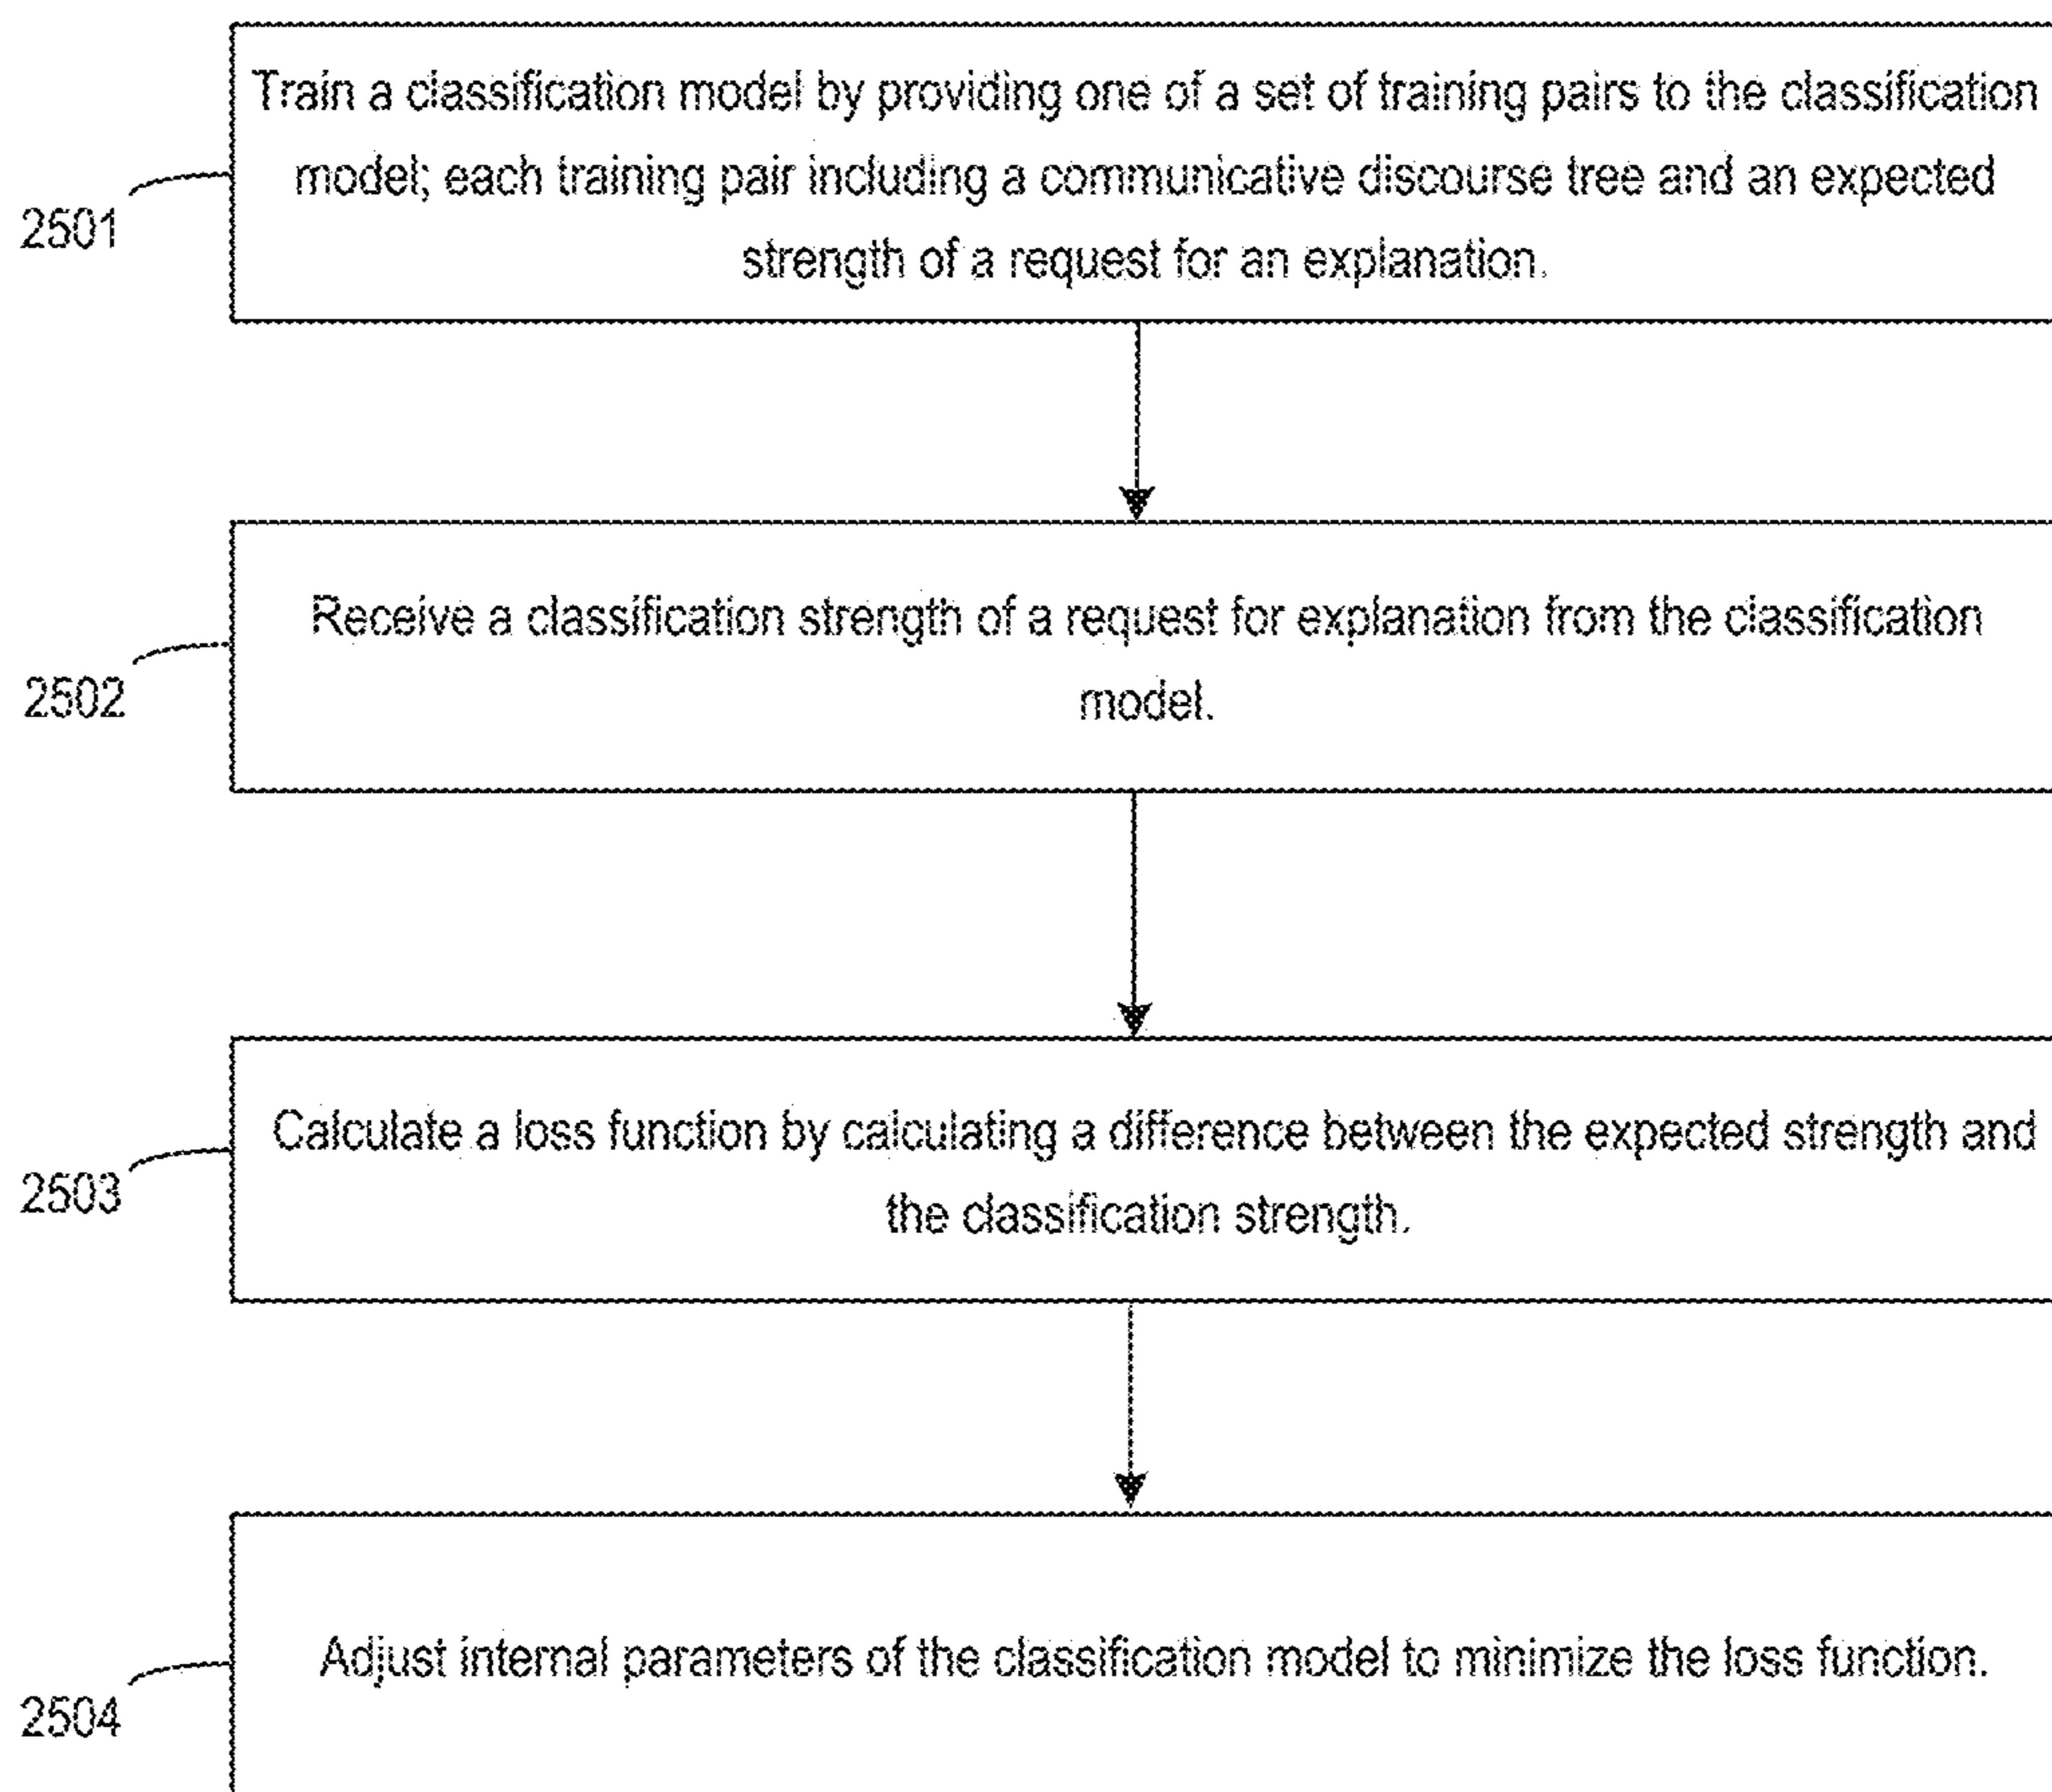 Train a classification model by providing one of a set of training pairs to the classification
model; each training pair including a communicative discourse tree and an expected
strength of a request for an explanation.
2501
Receive a classification strength of a request for explanation from the classification
model.
2502
Calculate a loss function by calculating a difference between the expected strength and
the classification strength.
2503
Adjust internal parameters of the classification model to minimize the loss function.
2504